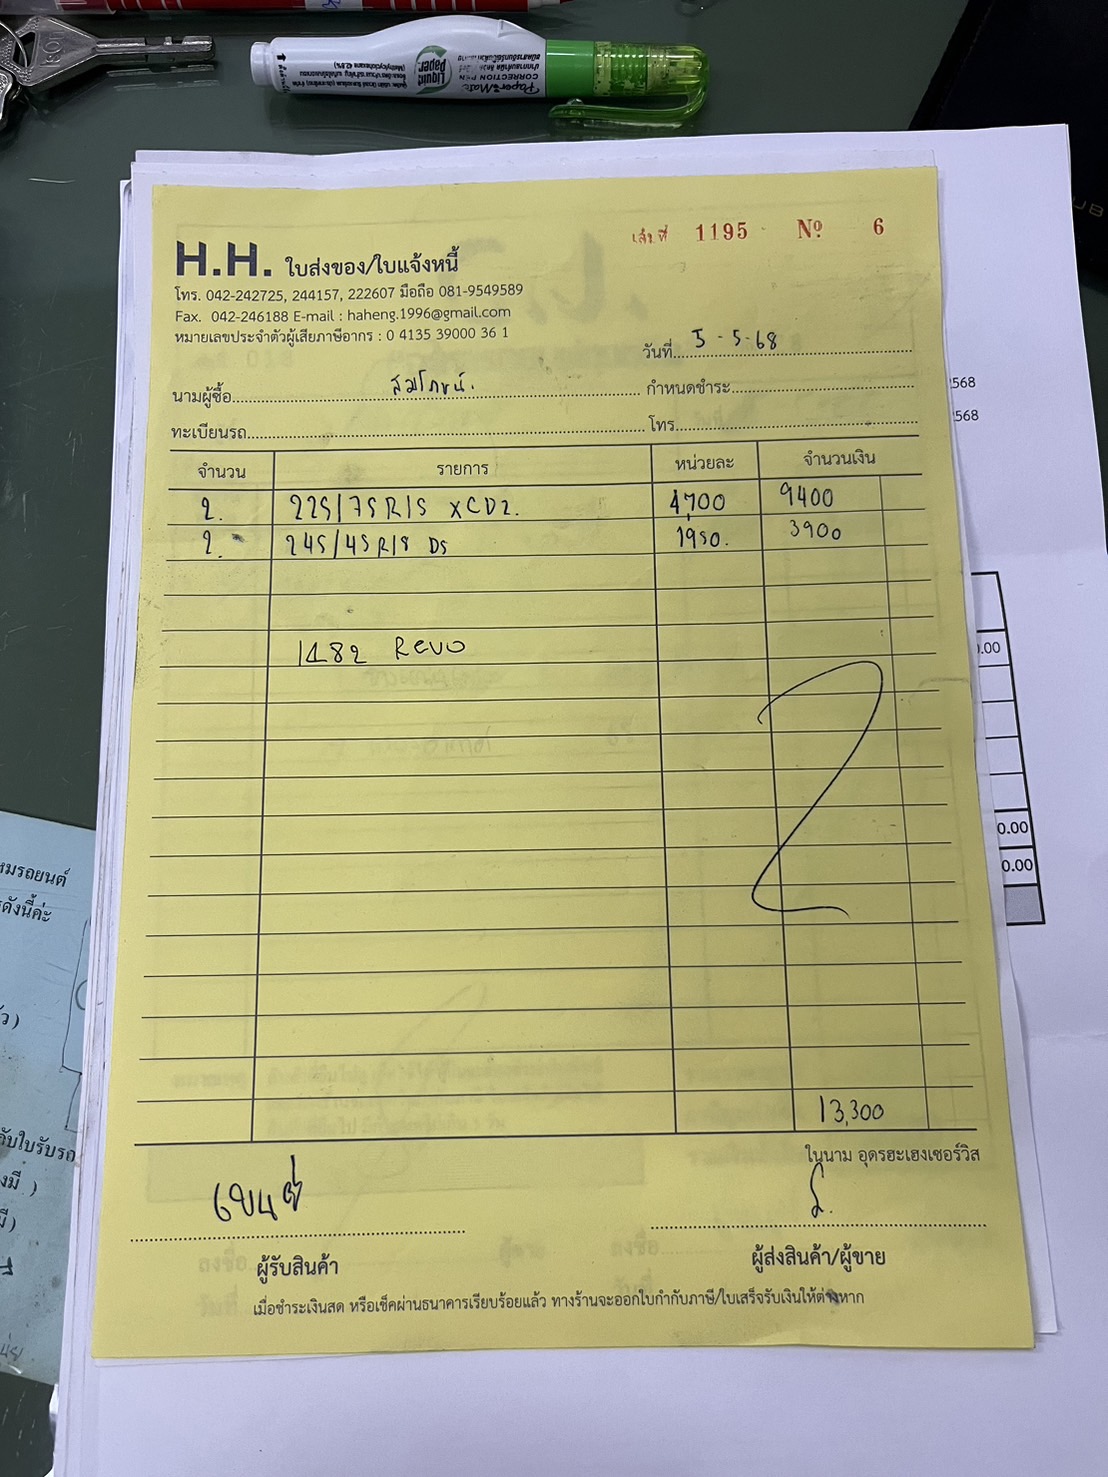 Liquid Paper
Paper Mate
CORRECTION PEN
H.H. ใบส่งของ/ใบแจ้งหนี้
เล่มที่ 1195 Nº 6
โทร. 042-242725, 244157, 222607 มือถือ 081-9549589
Fax. 042-246188 E-mail : haheng.1996@gmail.com
หมายเลขประจำตัวผู้เสียภาษีอากร : 0 4135 39000 36 1
วันที่ 5-5-68
นามผู้ซื้อ สมโภชน์. กำหนดชำระ
ทะเบียนรถ โทร.
จำนวน รายการ หน่วยละ จำนวนเงิน
2. 225/75R15 XCD2. 4700 9400
2. 245/45R18 DS 1950. 3900
1482 REVO
13,300
ในนาม อุดรฮะเฮงเซอร์วิส
ผู้รับสินค้า ผู้ส่งสินค้า/ผู้ขาย
เมื่อชำระเงินสด หรือเช็คผ่านธนาคารเรียบร้อยแล้ว ทางร้านจะออกใบกำกับภาษี/ใบเสร็จรับเงินให้ต่างหาก
2568
2568
0.00
0.00
0.00